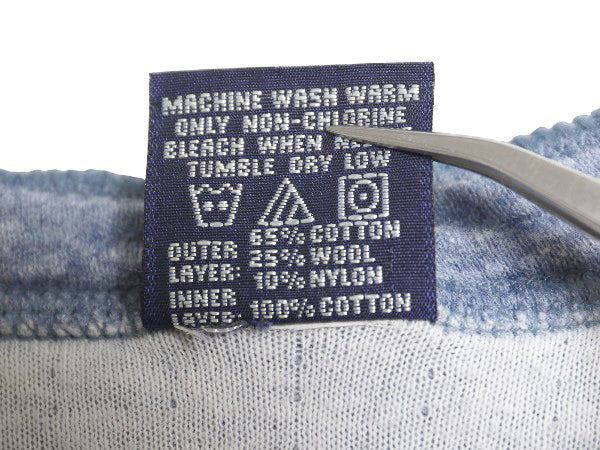 MACHINE WASH WARM
ONLY NON-CHLORINE
BLEACH WHEN
TUMBLE DRY LOW
65% COTTON
OUTER 25% WOOL
LAYER: 10% NYLON
INNER 100% COTTON
LAYER: